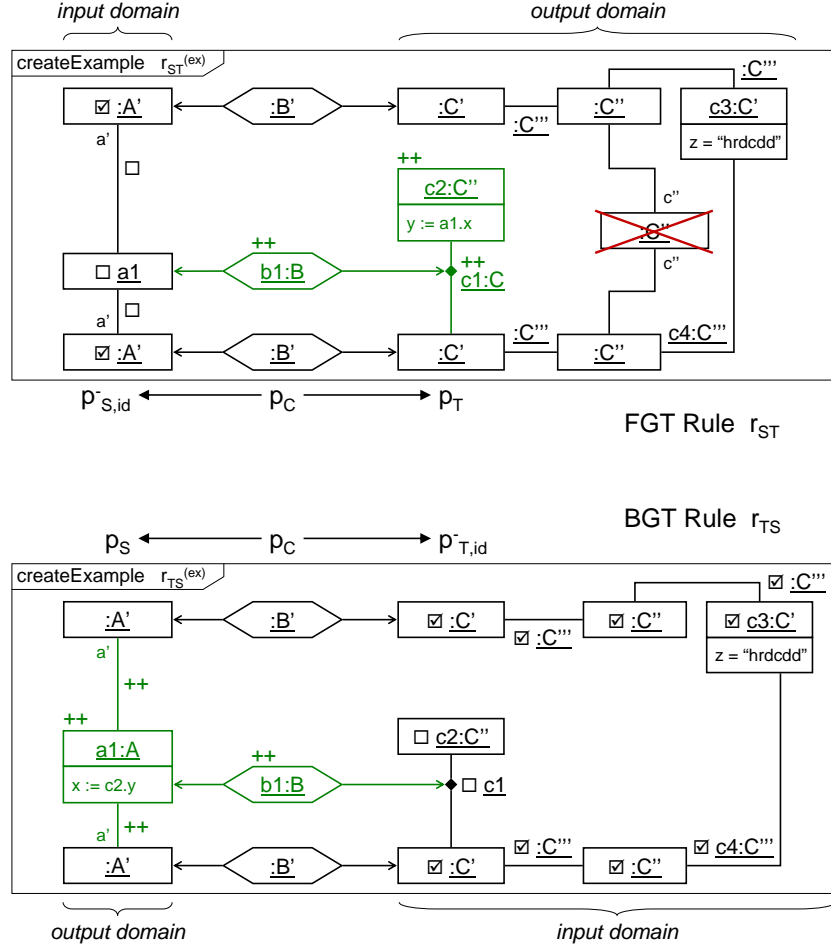 input domain output domain
createExample r_ST^(ex)
:C'''
☑ :A' :B' :C' :C'' c3:C'
:C'''
a' z = "hrdcdd"
☐
++
c2:C''
c''
y := a1.x
:C''
++ ++
☐ a1 b1:B c1:C c''
☐
a' :C''' c4:C'''
☑ :A' :B' :C' :C''
p⁻_S,id p_C p_T
FGT Rule r_ST
BGT Rule r_TS
p_S p_C p⁻_T,id
createExample r_TS^(ex)
☑ :C'''
:A' :B' ☑ :C' ☑ :C'' ☑ c3:C'
☑ :C'''
a' z = "hrdcdd"
++
++ ++
a1:A ☐ c2:C''
x := c2.y b1:B ☐ c1
++
a' ☑ :C''' ☑ c4:C'''
:A' :B' ☑ :C' ☑ :C''
output domain input domain